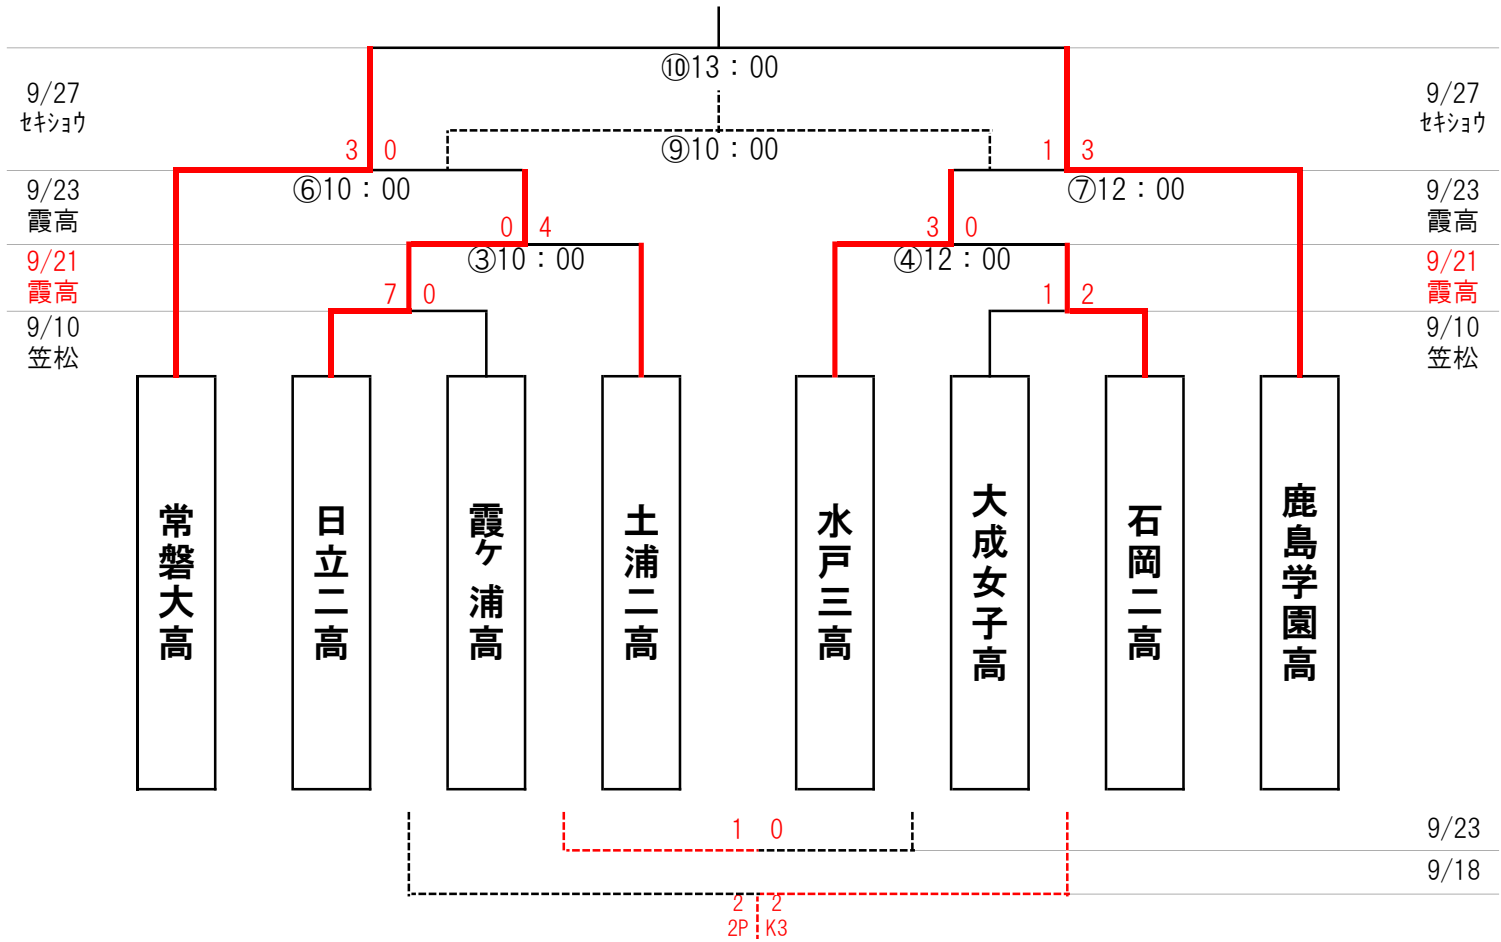 ⑩13：00
9/27
ｾｷｼｮｳ
9/27
ｾｷｼｮｳ
⑨10：00
3 0
1 3
⑥10：00
⑦12：00
9/23
霞高
9/23
霞高
0 4
3 0
③10：00
④12：00
9/21
霞高
9/21
霞高
7 0
1 2
9/10
笠松
9/10
笠松
常磐大高
日立二高
霞ケ浦高
土浦二高
水戸三高
大成女子高
石岡二高
鹿島学園高
1 0
9/23
9/18
2 2
2P K3